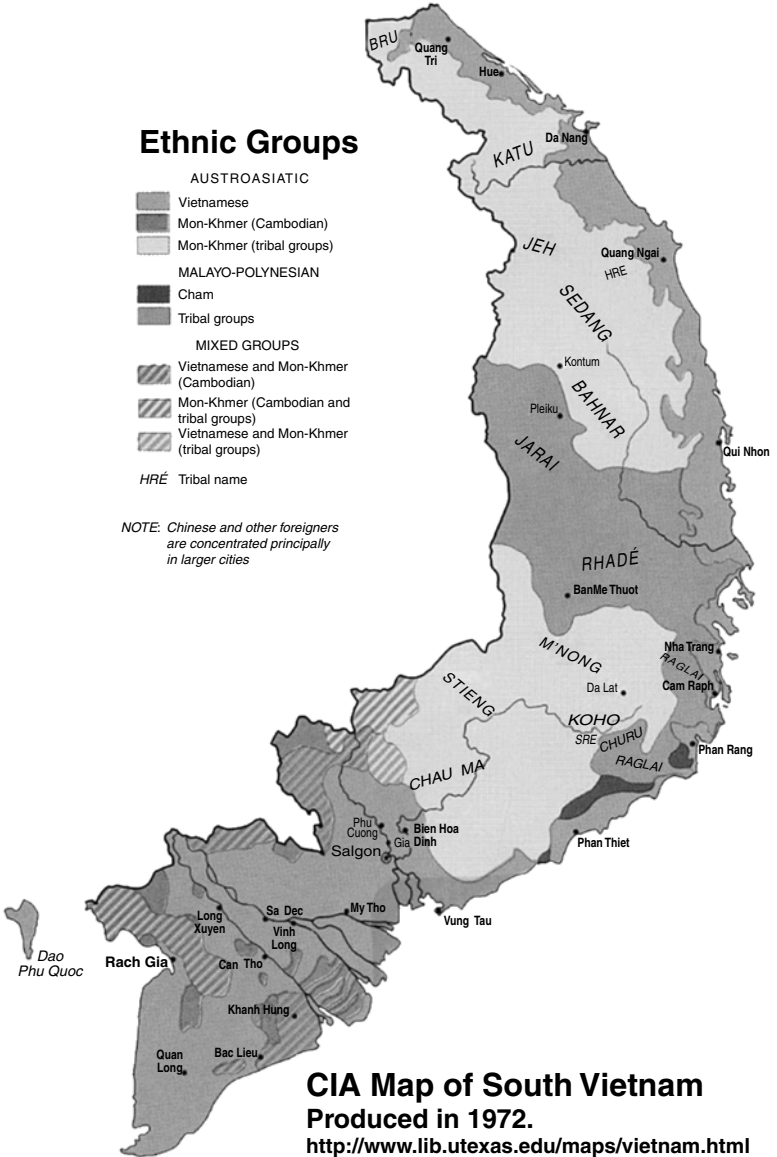 Ethnic Groups
AUSTROASIATIC
Vietnamese
Mon-Khmer (Cambodian)
Mon-Khmer (tribal groups)
MALAYO-POLYNESIAN
Cham
Tribal groups
MIXED GROUPS
Vietnamese and Mon-Khmer
(Cambodian)
Mon-Khmer (Cambodian and
tribal groups)
Vietnamese and Mon-Khmer
(tribal groups)
HRÉ Tribal name
NOTE: Chinese and other foreigners
are concentrated principally
in larger cities
BRU
Quang
Tri
Hue
Da Nang
KATU
JEH
Quang Ngai
HRE
SEDANG
Kontum
BAHNAR
Pleiku
JARAI
Qui Nhon
RHADÉ
BanMe Thuot
M'NONG
Nha Trang
RAGLAI
Cam Raph
STIENG
Da Lat
KOHO
SRE
CHURU
RAGLAI
Phan Rang
CHAU MA
Phu
Cuong
Bien Hoa
Gia Dinh
Saigon
Phan Thiet
Vung Tau
My Tho
Sa Dec
Long
Xuyen
Vinh
Long
Dao
Phu Quoc
Rach Gia
Can Tho
Khanh Hung
Bac Lieu
Quan
Long
CIA Map of South Vietnam
Produced in 1972.
http://www.lib.utexas.edu/maps/vietnam.html